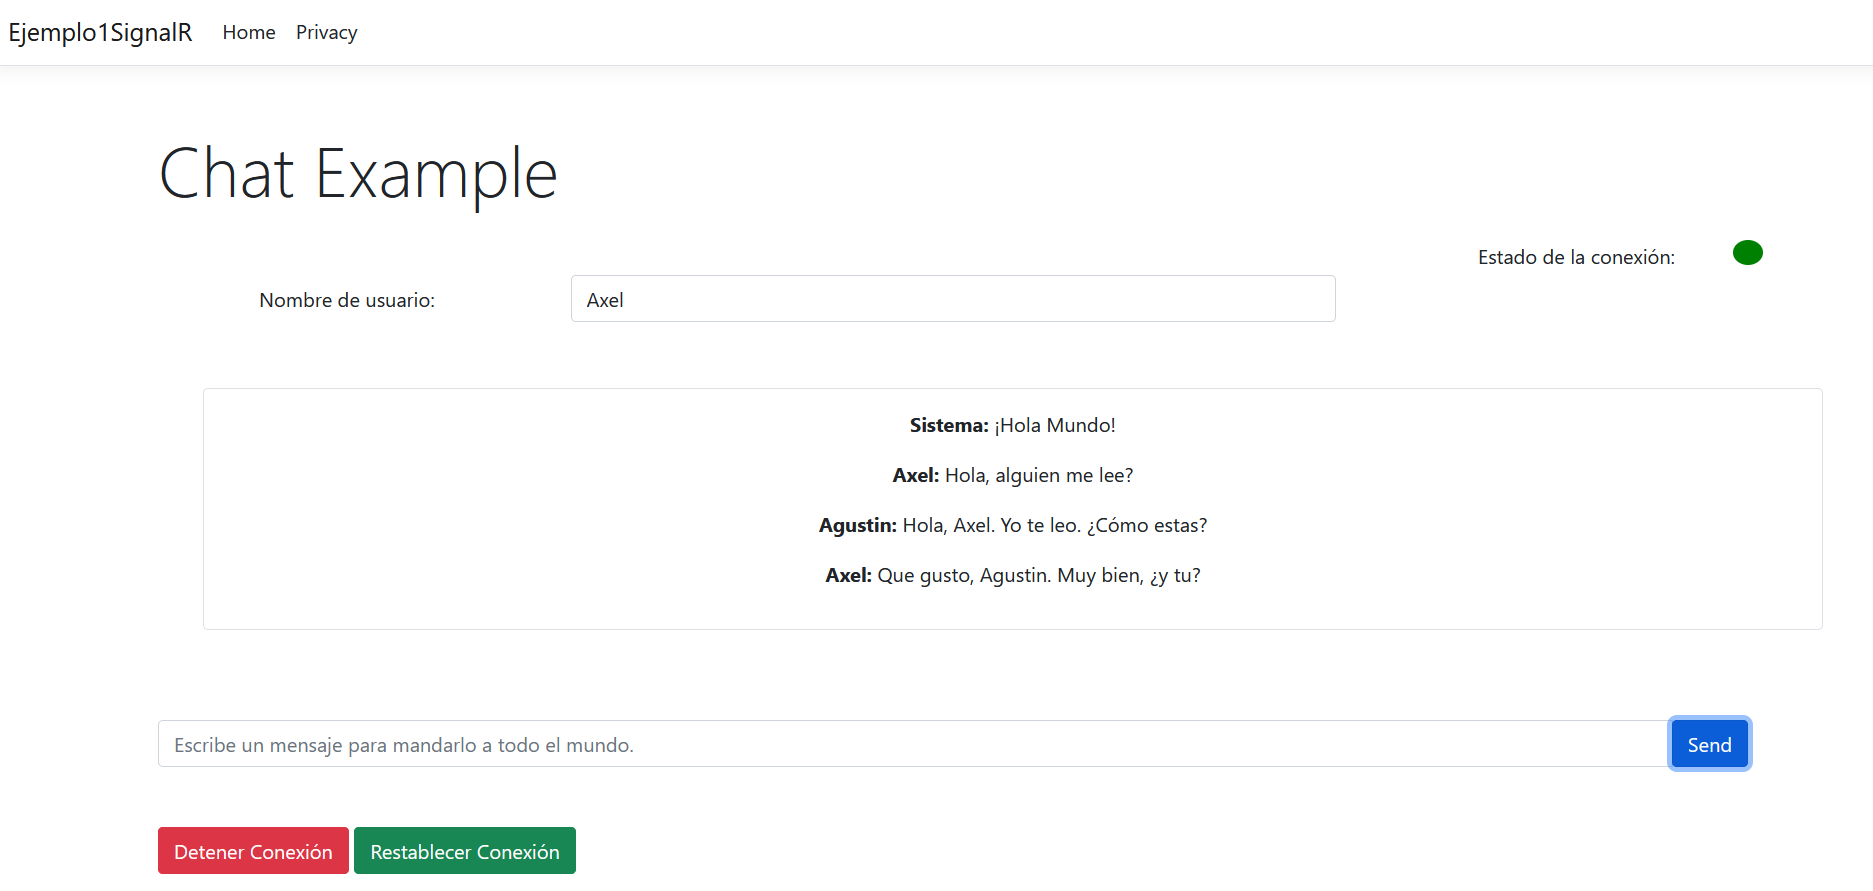 Ejemplo1SignalR Home Privacy
Chat Example
Estado de la conexión:
Nombre de usuario: Axel
Sistema: ¡Hola Mundo!
Axel: Hola, alguien me lee?
Agustin: Hola, Axel. Yo te leo. ¿Cómo estas?
Axel: Que gusto, Agustin. Muy bien, ¿y tu?
Escribe un mensaje para mandarlo a todo el mundo. Send
Detener Conexión Restablecer Conexión